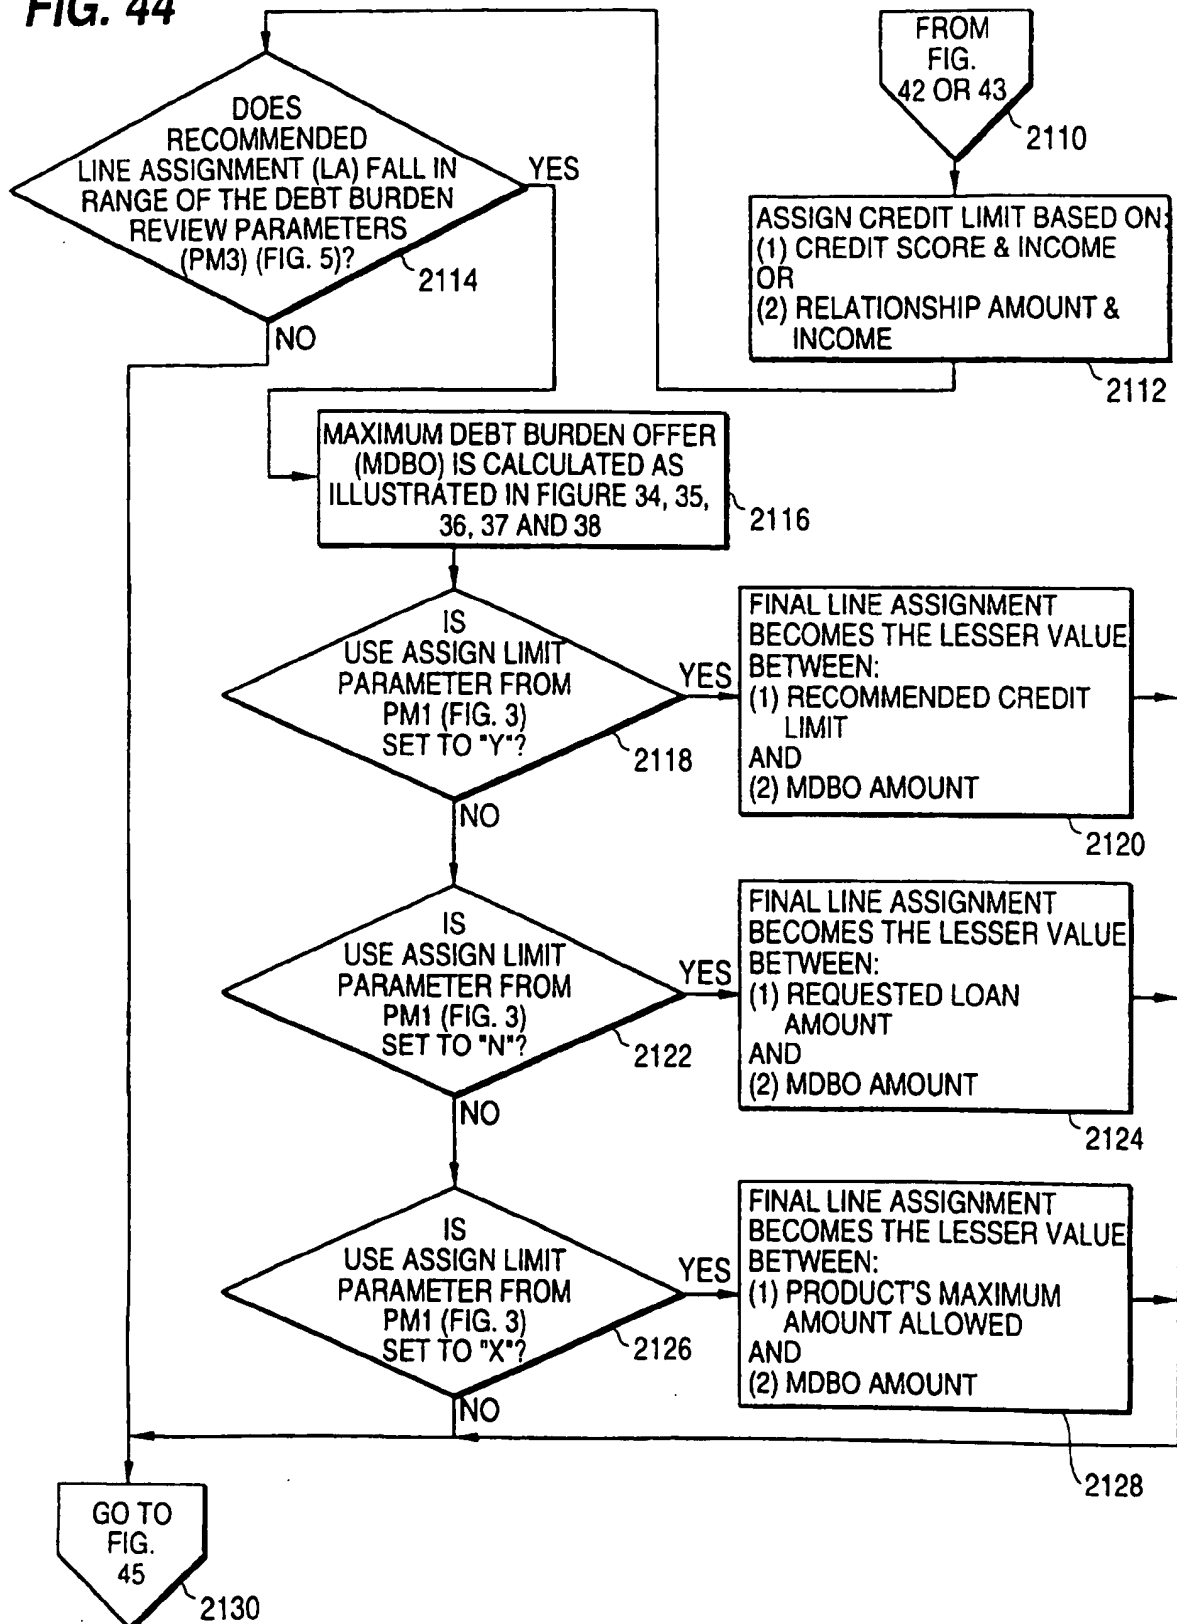 FIG. 44
FROM
FIG.
42 OR 43
2110
ASSIGN CREDIT LIMIT BASED ON:
(1) CREDIT SCORE & INCOME
OR
(2) RELATIONSHIP AMOUNT &
INCOME
2112
DOES
RECOMMENDED
LINE ASSIGNMENT (LA) FALL IN
RANGE OF THE DEBT BURDEN
REVIEW PARAMETERS
(PM3) (FIG. 5)?
2114
YES
NO
MAXIMUM DEBT BURDEN OFFER
(MDBO) IS CALCULATED AS
ILLUSTRATED IN FIGURE 34, 35,
36, 37 AND 38
2116
IS
USE ASSIGN LIMIT
PARAMETER FROM
PM1 (FIG. 3)
SET TO "Y"?
2118
YES
NO
FINAL LINE ASSIGNMENT
BECOMES THE LESSER VALUE
BETWEEN:
(1) RECOMMENDED CREDIT
LIMIT
AND
(2) MDBO AMOUNT
2120
IS
USE ASSIGN LIMIT
PARAMETER FROM
PM1 (FIG. 3)
SET TO "N"?
2122
YES
NO
FINAL LINE ASSIGNMENT
BECOMES THE LESSER VALUE
BETWEEN:
(1) REQUESTED LOAN
AMOUNT
AND
(2) MDBO AMOUNT
2124
IS
USE ASSIGN LIMIT
PARAMETER FROM
PM1 (FIG. 3)
SET TO "X"?
2126
YES
NO
FINAL LINE ASSIGNMENT
BECOMES THE LESSER VALUE
BETWEEN:
(1) PRODUCT'S MAXIMUM
AMOUNT ALLOWED
AND
(2) MDBO AMOUNT
2128
GO TO
FIG.
45
2130